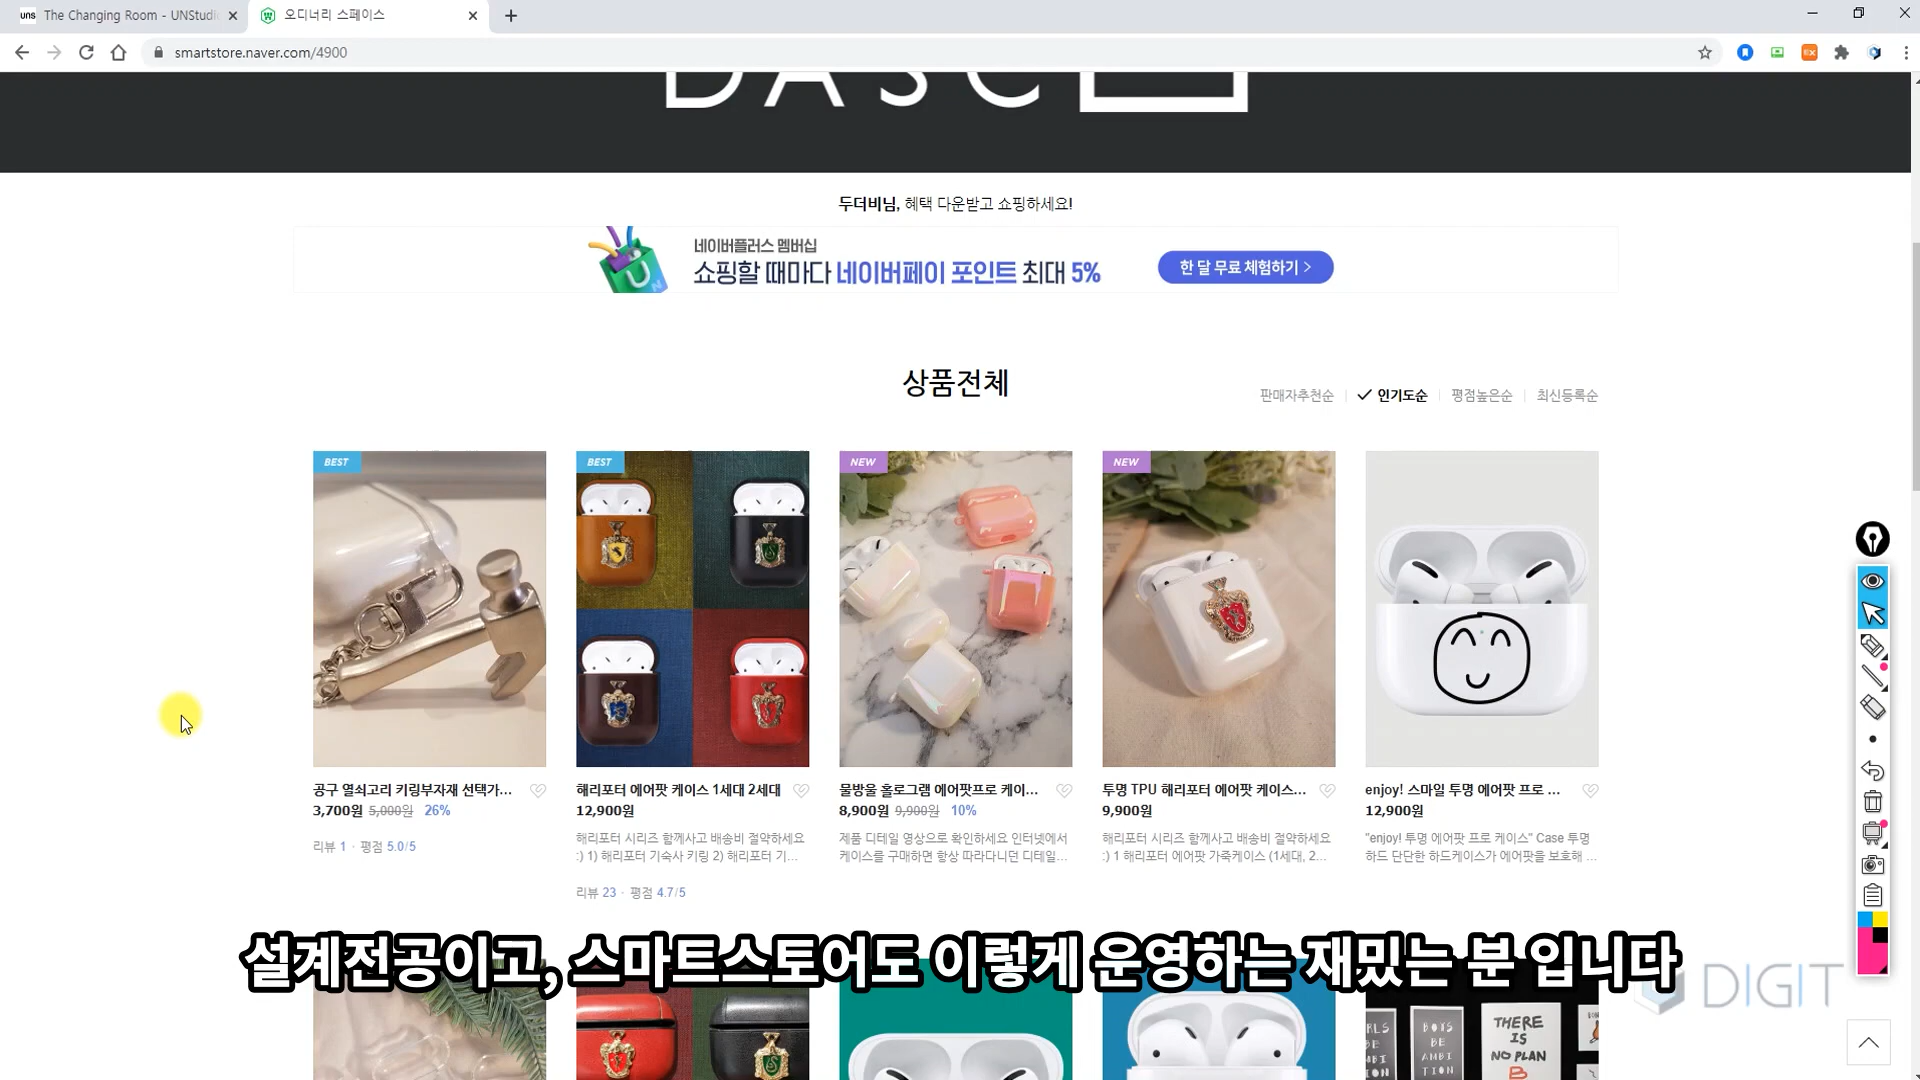 uns The Changing Room - UNStudi
오디너리 스페이스
smartstore.naver.com/4900
두더비님, 혜택 다운받고 쇼핑하세요!
네이버플러스 멤버십
쇼핑할 때마다 네이버페이 포인트 최대 5%
한 달 무료 체험하기 >
상품전체
판매자추천순 인기도순 평점높은순 최신등록순
BEST
BEST
NEW
NEW
공구 열쇠고리 키링부자재 선택가...
3,700원 5,000원 26%
리뷰 1 · 평점 5.0/5
해리포터 에어팟 케이스 1세대 2세대
12,900원
해리포터 시리즈 함께사고 배송비 절약하세요
:) 1) 해리포터 기숙사 키링 2) 해리포터 기...
리뷰 23 · 평점 4.7/5
물방울 홀로그램 에어팟프로 케이...
8,900원 9,900원 10%
제품 디테일 영상으로 확인하세요 인터넷에서
케이스를 구매하면 항상 따라다니던 디테일...
투명 TPU 해리포터 에어팟 케이스...
9,900원
해리포터 시리즈 함께사고 배송비 절약하세요
:) 1 해리포터 에어팟 가죽케이스 (1세대, 2...
enjoy! 스마일 투명 에어팟 프로 ...
12,900원
"enjoy! 투명 에어팟 프로 케이스" Case 투명
하드 단단한 하드케이스가 에어팟을 보호해 ...
설계전공이고, 스마트스토어도 이렇게 운영하는 재밌는 분 입니다
DIGIT
BOYS
BE
AMBI
TION
THERE
IS
NO PLAN
B
EX